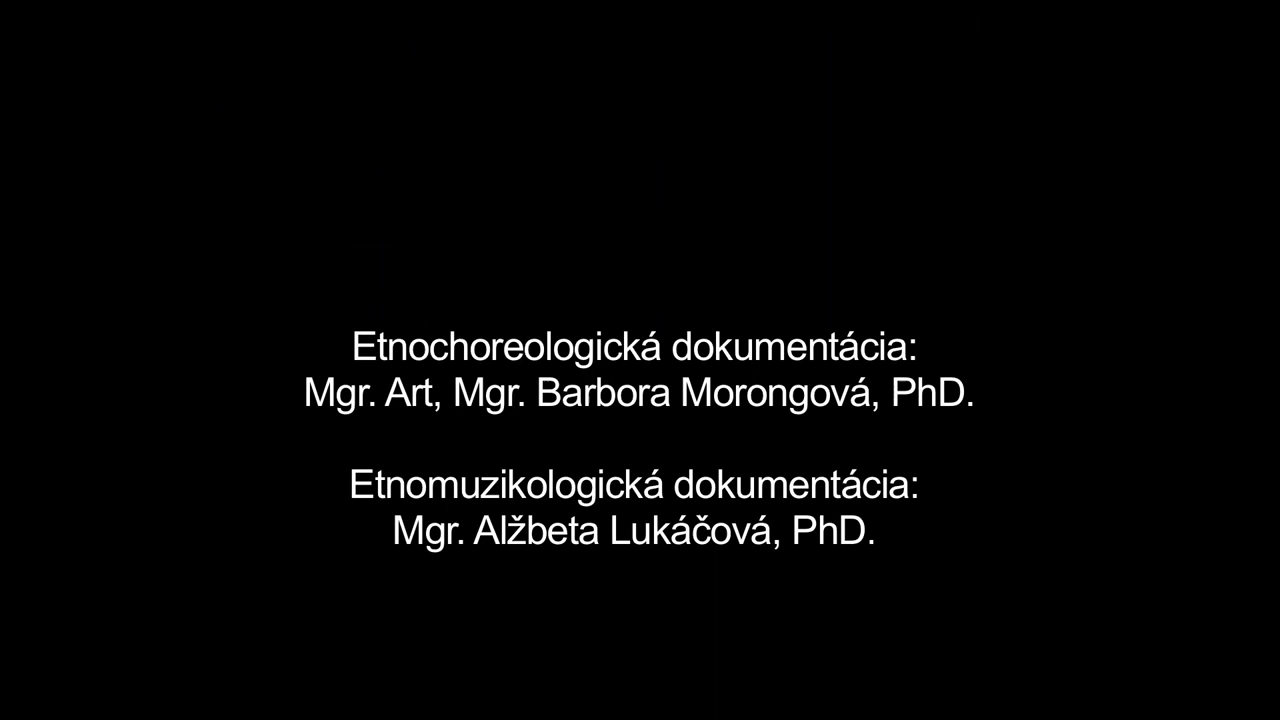 Etnochoreologická dokumentácia:
Mgr. Art, Mgr. Barbora Morongová, PhD.
Etnomuzikologická dokumentácia:
Mgr. Alžbeta Lukáčová, PhD.